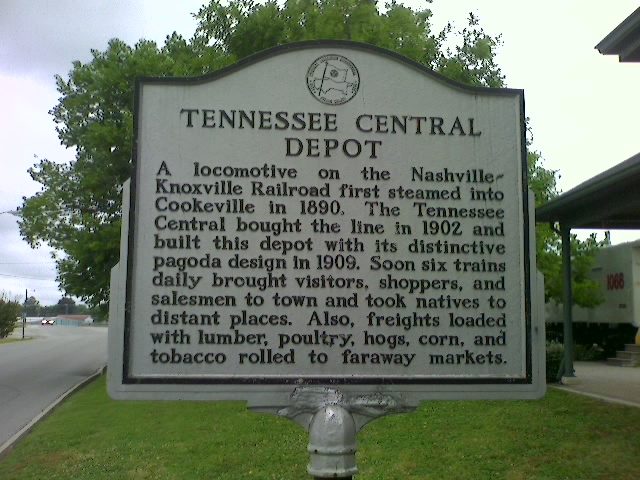 TENNESSEE CENTRAL
DEPOT
A locomotive on the Nashville-
Knoxville Railroad first steamed into
Cookeville in 1890. The Tennessee
Central bought the line in 1902 and
built this depot with its distinctive
pagoda design in 1909. Soon six trains
daily brought visitors, shoppers, and
salesmen to town and took natives to
distant places. Also, freights loaded
with lumber, poultry, hogs, corn, and
tobacco rolled to faraway markets.
1066